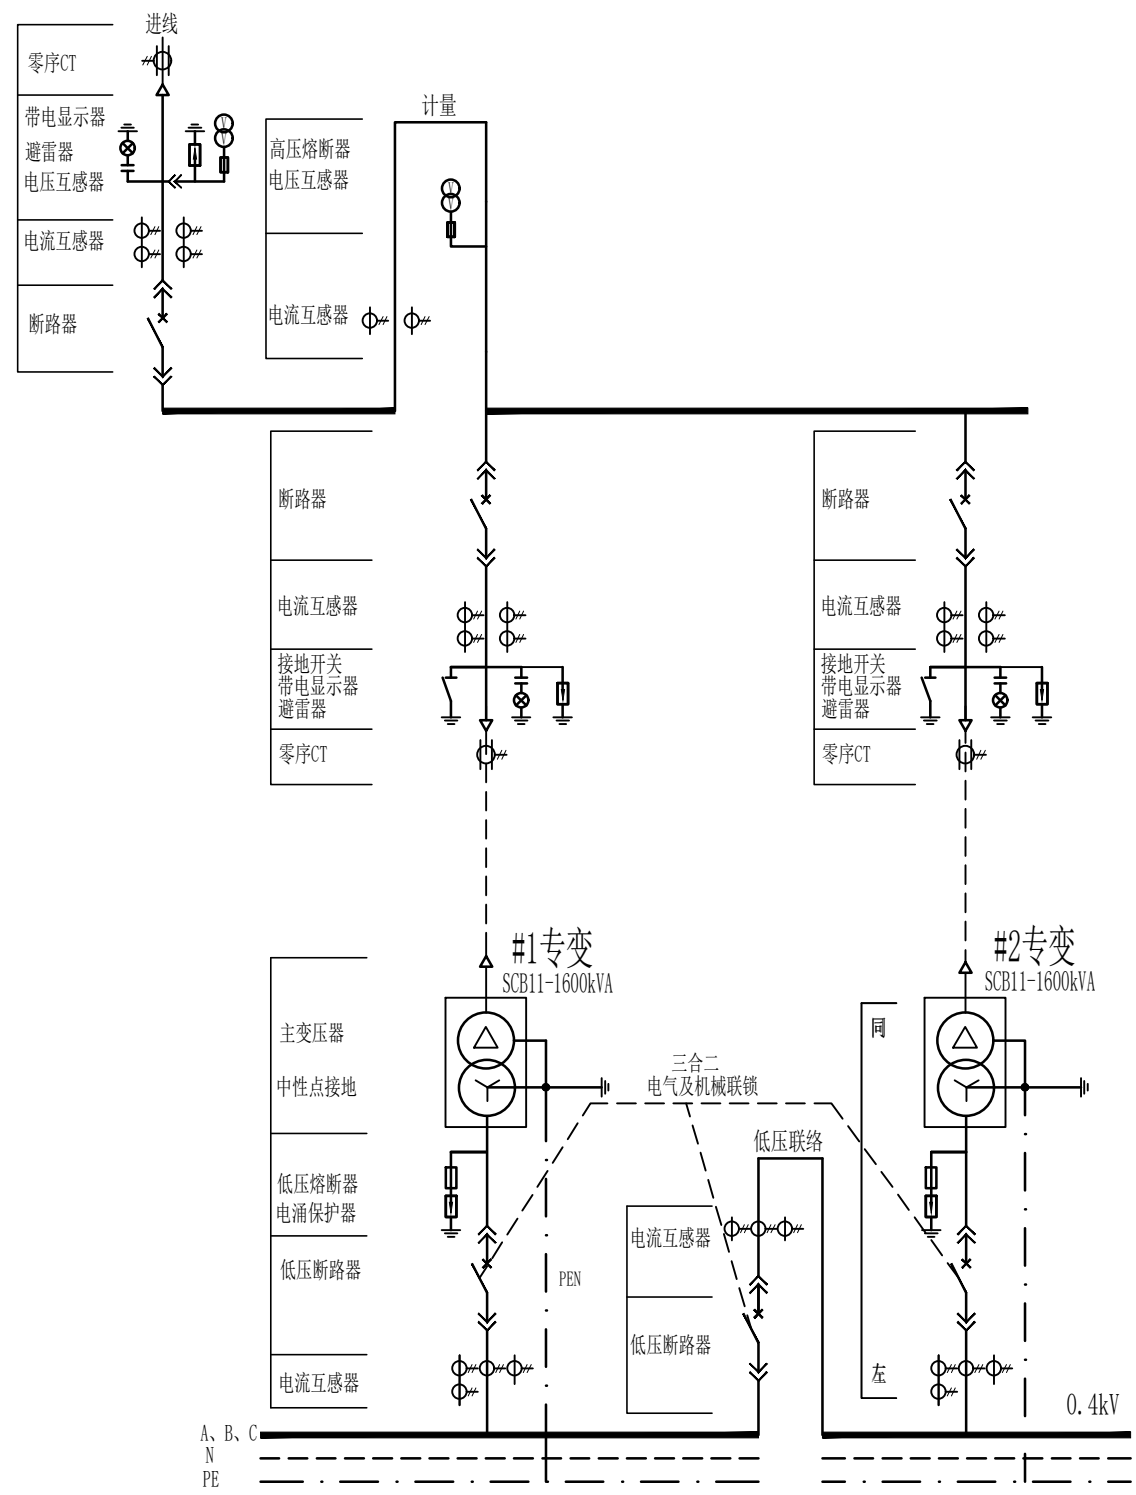 进线
零序CT
带电显示器
避雷器
电压互感器
电流互感器
断路器
计量
高压熔断器
电压互感器
电流互感器
断路器
电流互感器
接地开关
带电显示器
避雷器
零序CT
断路器
电流互感器
接地开关
带电显示器
避雷器
零序CT
#1专变
SCB11-1600kVA
#2专变
SCB11-1600kVA
主变压器
中性点接地
低压熔断器
电涌保护器
低压断路器
电流互感器
三合二
电气及机械联锁
低压联络
电流互感器
低压断路器
PEN
同
左
0.4kV
A、B、C
N
PE